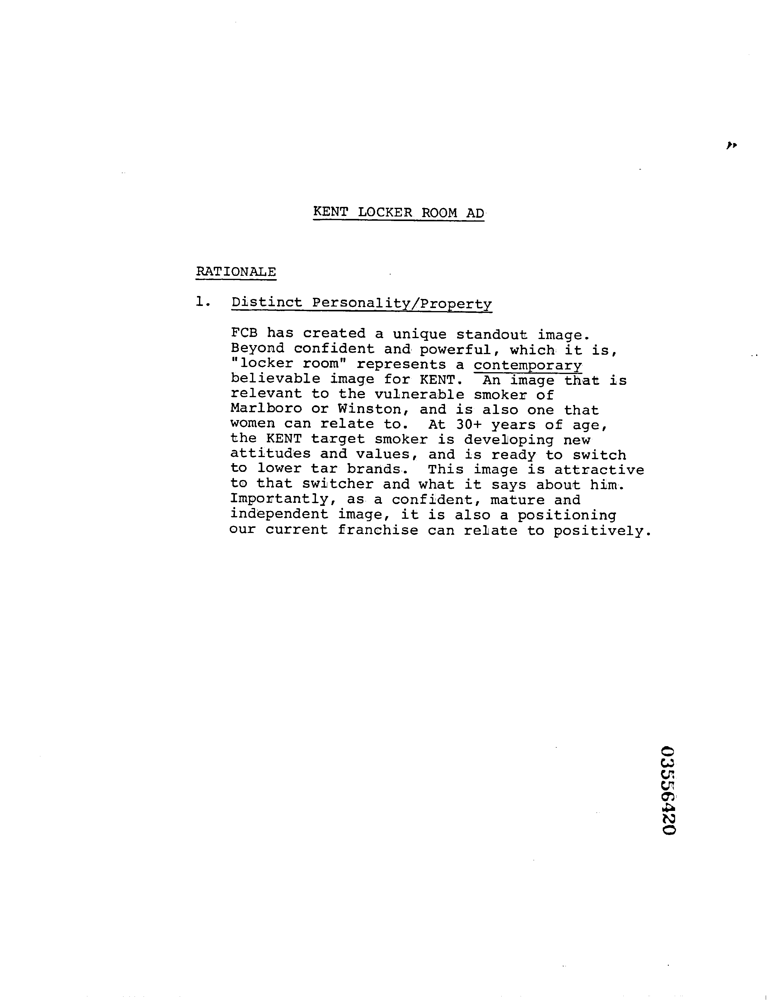 KENT LOCKER ROOM AD
RATIONALE
1. Distinct Personality/Property
FCB has created a unique standout image.
Beyond confident and powerful, which it is,
"locker room" represents a contemporary
believable image for KENT. An image that is
relevant to the vulnerable smoker of
Marlboro or Winston, and is also one that
women can relate to. At 30+ years of age,
the KENT target smoker is developing new
attitudes and values, and is ready to switch
to lower tar brands. This image is attractive
to that switcher and what it says about him.
Importantly, as a confident, mature and
independent image, it is also a positioning
our current franchise can relate to positively.
03556420